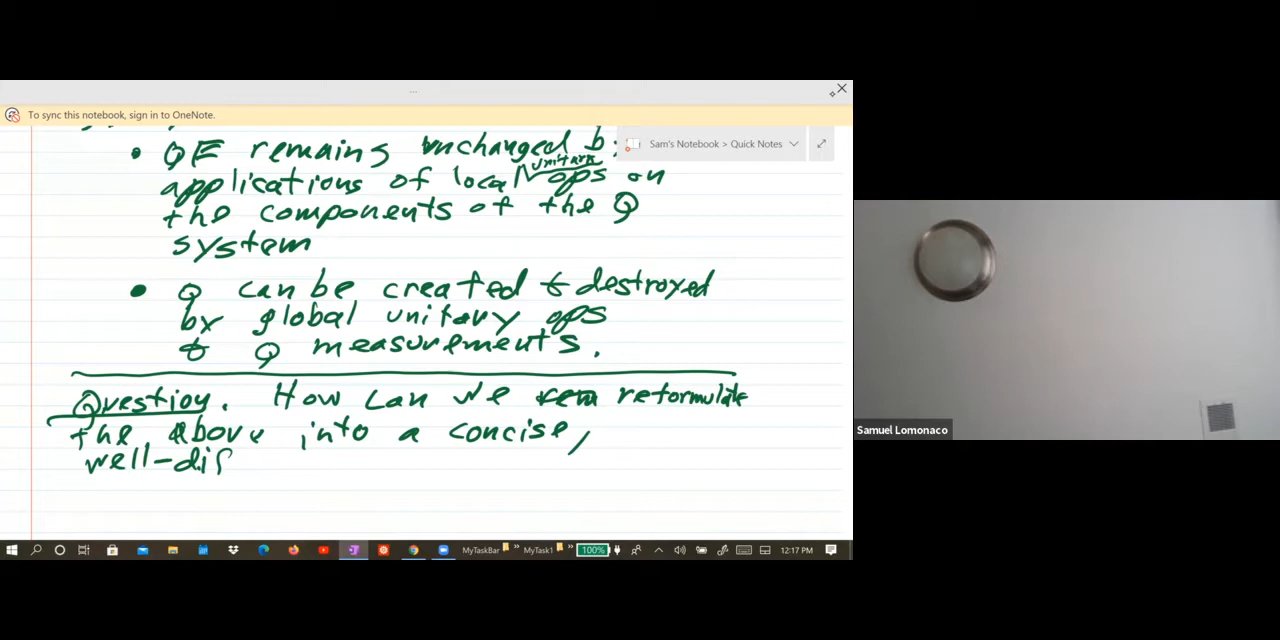 To sync this notebook, sign in to OneNote.
Sam's Notebook > Quick Notes
• QE remains unchanged b
unitary
applications of local ops on
the components of the Q
system
• Q can be created & destroyed
by global unitary ops
& Q measurements.
Question. How can we reformulate
the above into a concise,
well-dif
Samuel Lomonaco
MyTaskBar » MyTask1 » 100% 12:17 PM